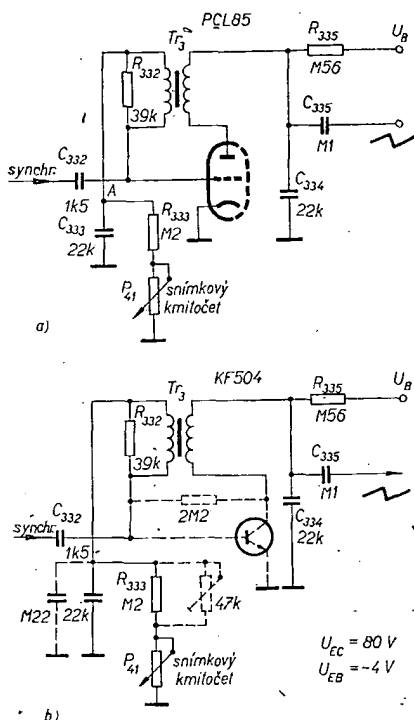 PCL85
Tr3
R335
UB
R332
M56
39k
C335
M1
C332
synchr.
A
C334
1k5
R333
22k
C333
M2
22k
P41
snímkový
kmitočet
a)
Tr3
KF504
R335
UB
R332
M56
39k
C335
M1
2M2
C332
synchr.
C334
22k
1k5
R333
M22
22k
M2
47k
P41
snímkový
kmitočet
UEC = 80 V
UEB = -4 V
b)